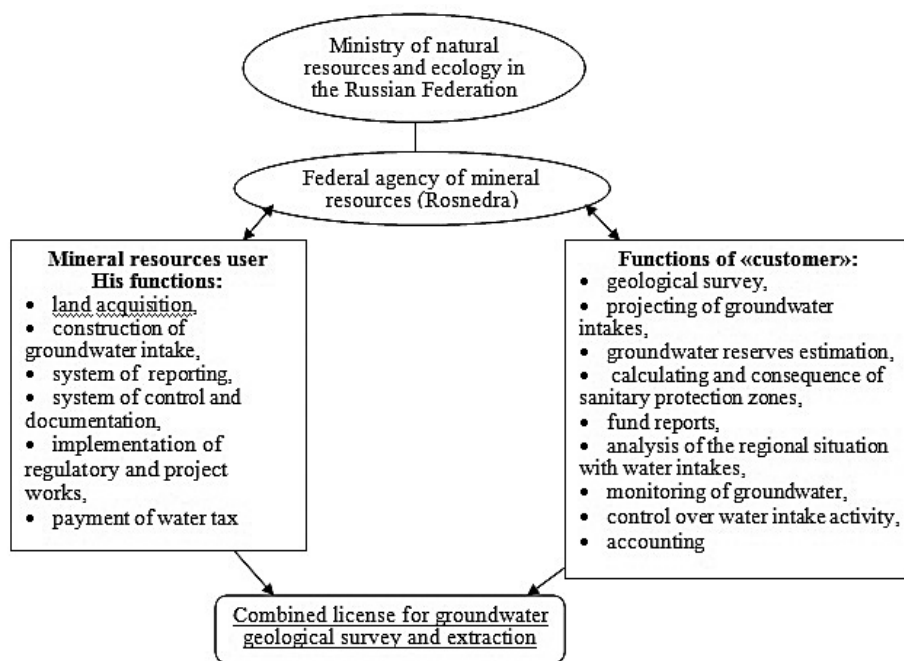 Ministry of natural
resources and ecology in
the Russian Federation
Federal agency of mineral
resources (Rosnedra)
Mineral resources user
His functions:
• land acquisition,
• construction of
groundwater intake,
• system of reporting,
• system of control and
documentation,
• implementation of
regulatory and project
works,
• payment of water tax
Functions of «customer»:
• geological survey,
• projecting of groundwater
intakes,
• groundwater reserves estimation,
• calculating and consequence of
sanitary protection zones,
• fund reports,
• analysis of the regional situation
with water intakes,
• monitoring of groundwater,
• control over water intake activity,
• accounting
Combined license for groundwater
geological survey and extraction